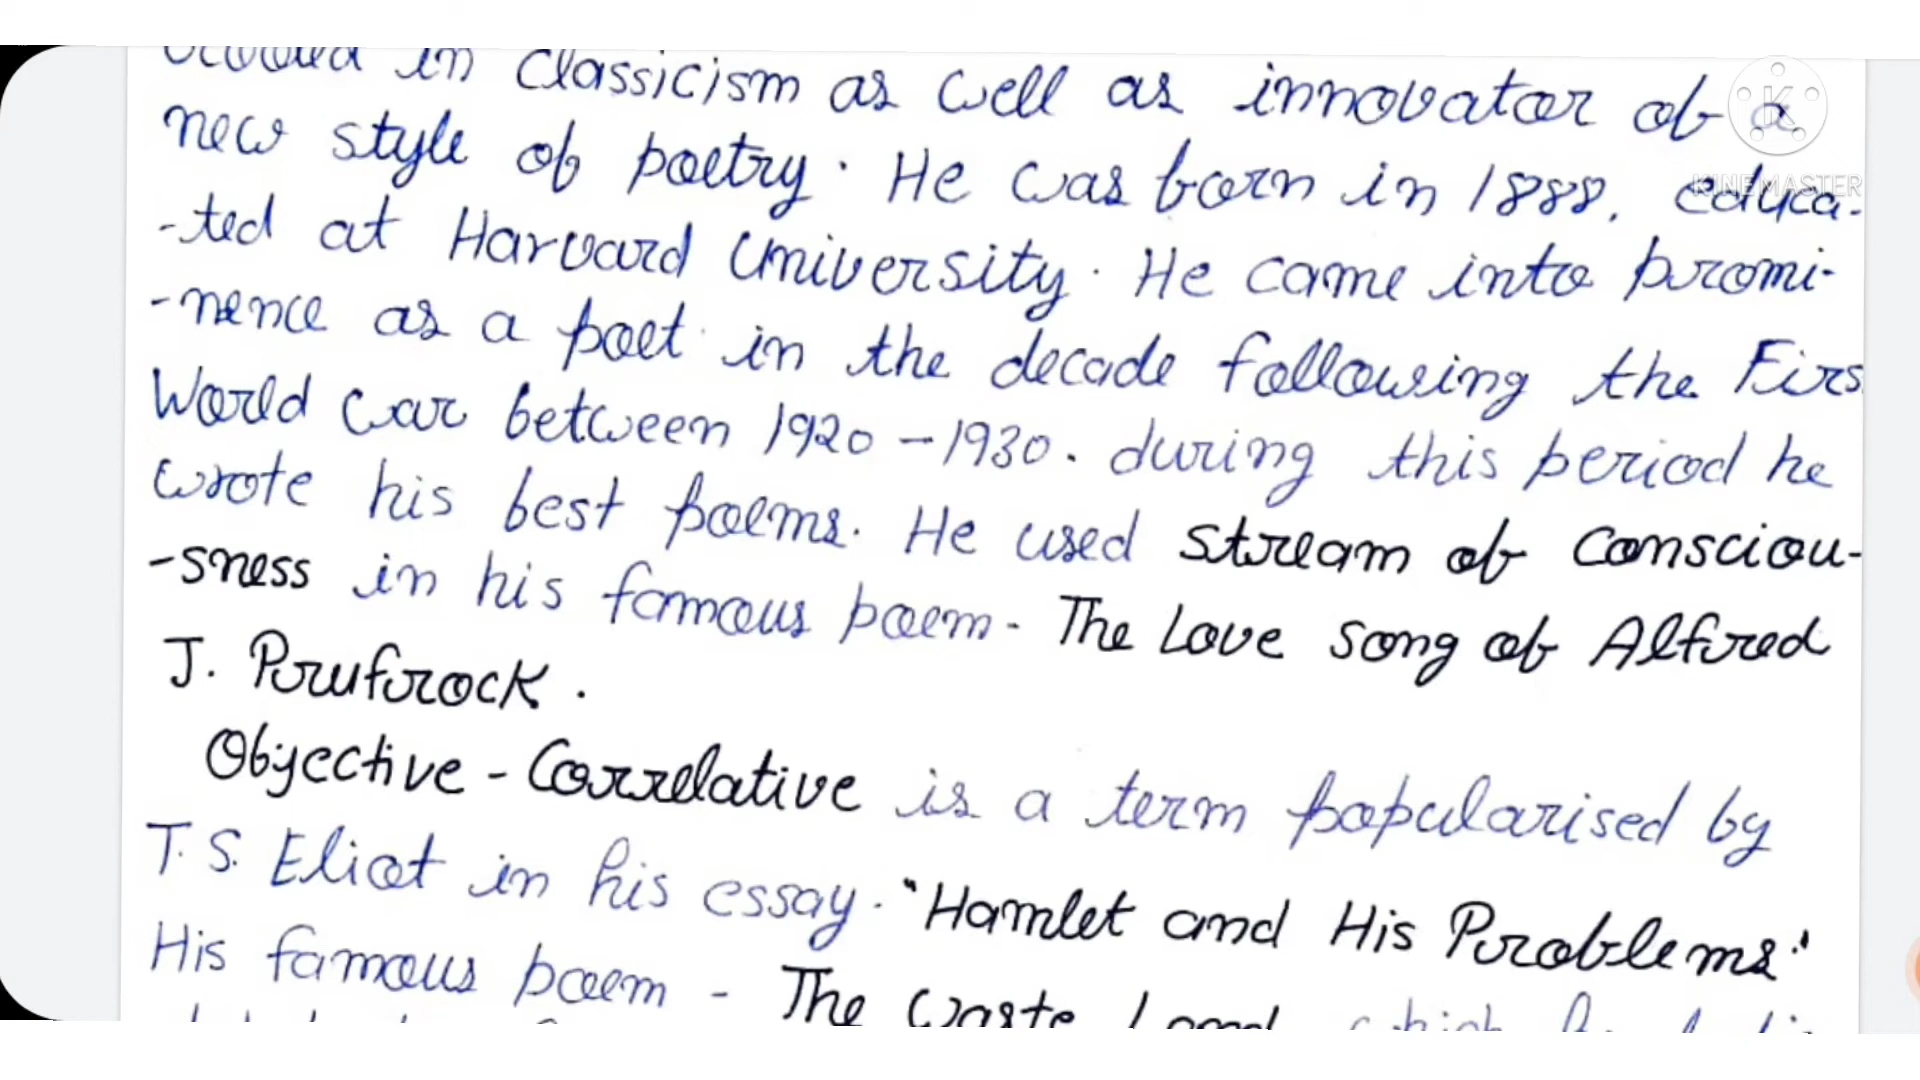 in Classicism as well as innovator of a
new style of poetry. He was born in 1888, educa-
-ted at Harvard University. He came into promi-
-nence as a poet in the decade following the Firs
World war between 1920-1930. during this period he
wrote his best poems. He used stream of Consciou-
-sness in his famous poem - The Love song of Alfred
J. Prufrock.
Objective - Correlative is a term popularised by
T.S. Eliot in his essay. "Hamlet and His Problems"
His famous poem - The Waste Land which
KINEMASTER